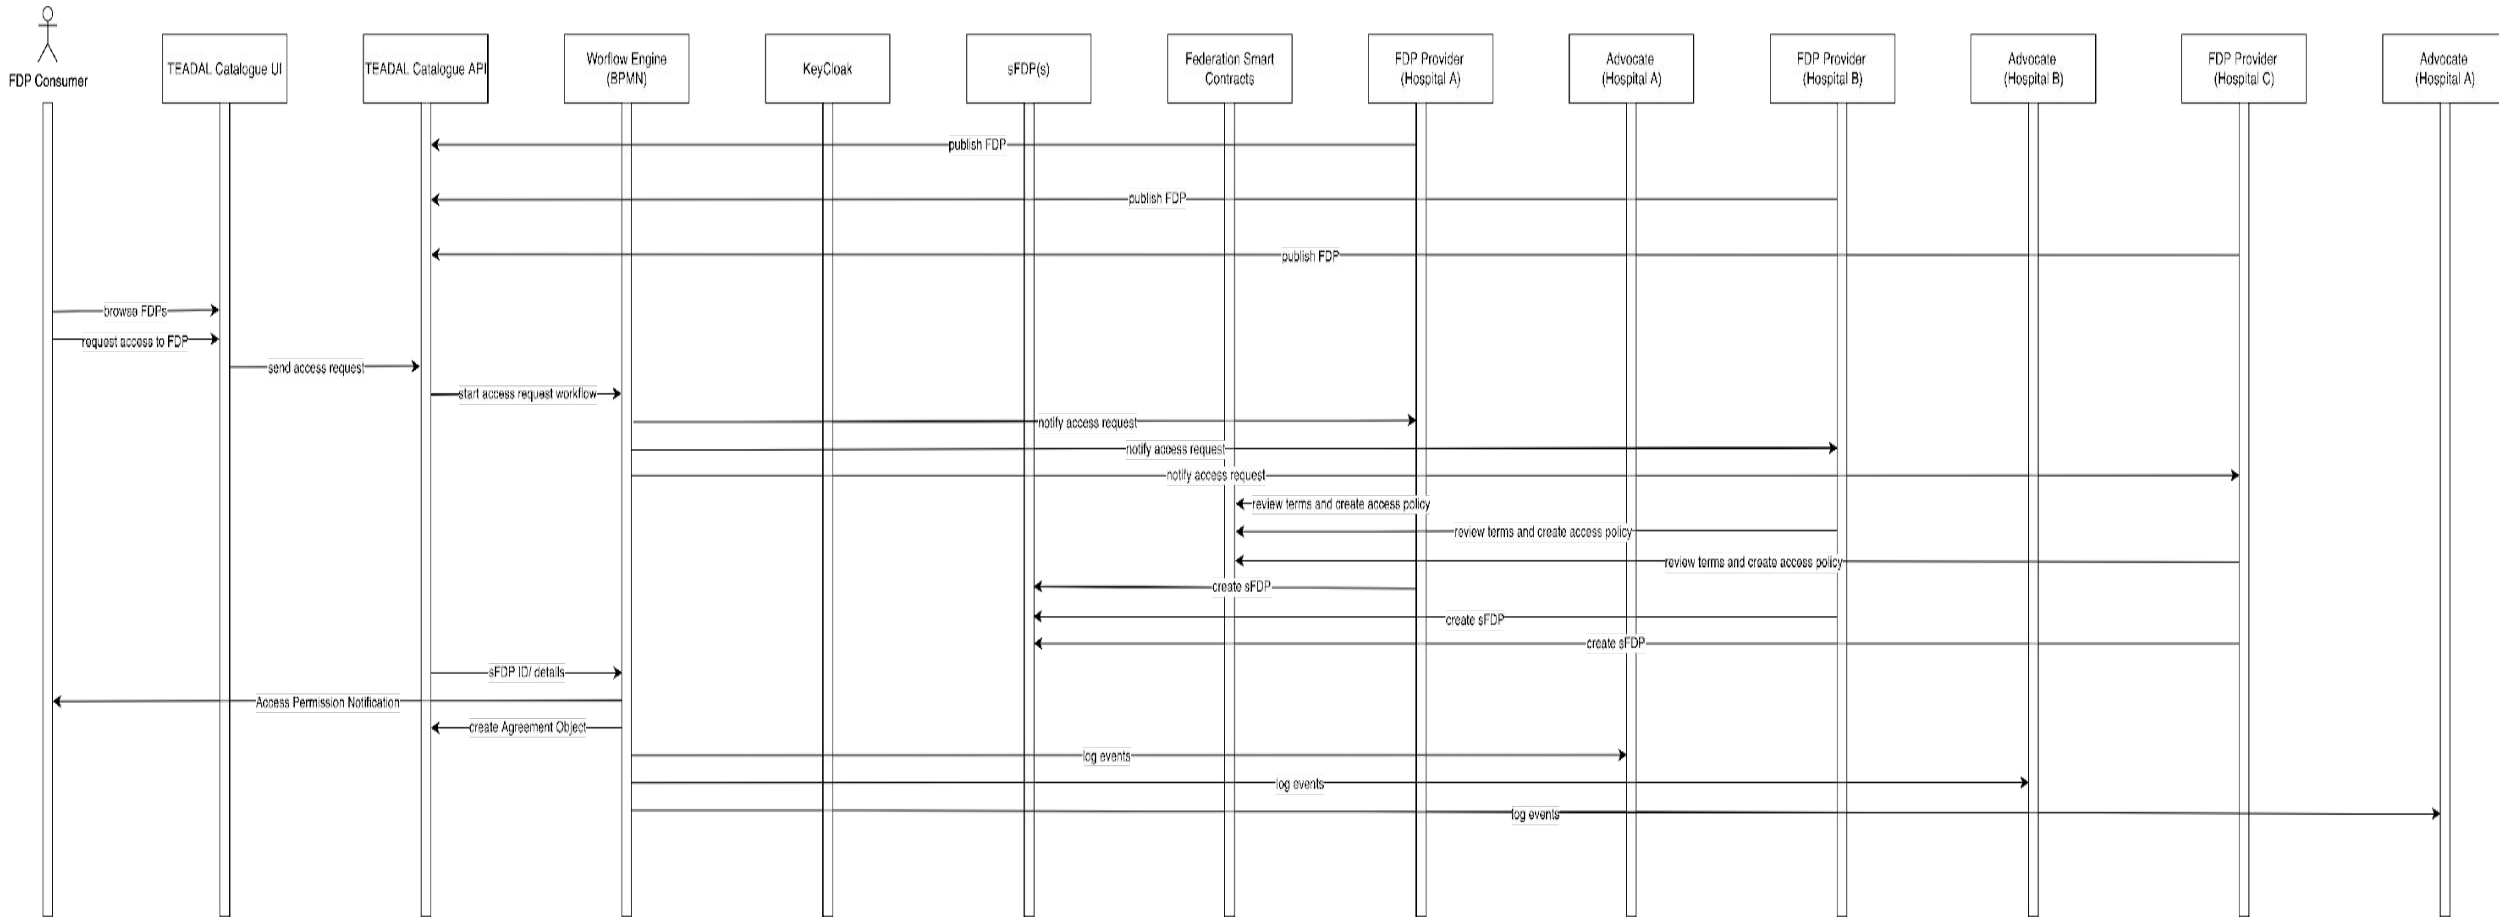 FDP Consumer
TEADAL Catalogue UI
TEADAL Catalogue API
Worflow Engine
(BPMN)
KeyCloak
sFDP(s)
Federation Smart
Contracts
FDP Provider
(Hospital A)
Advocate
(Hospital A)
FDP Provider
(Hospital B)
Advocate
(Hospital B)
FDP Provider
(Hospital C)
Advocate
(Hospital A)
publish FDP
publish FDP
publish FDP
browse FDPs
request access to FDP
send access request
start access request workflow
notify access request
notify access request
notify access request
review terms and create access policy
review terms and create access policy
review terms and create access policy
create sFDP
create sFDP
create sFDP
sFDP ID/ details
Access Permission Notification
create Agreement Object
log events
log events
log events